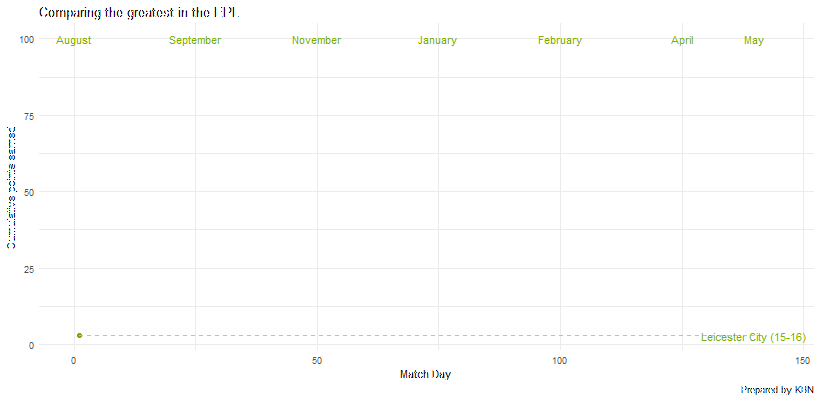 Comparing the greatest in the EPL
100
August September November January February April May
75
Cumulative points earned
50
25
Leicester City (15-16)
0
0 50 100 150
Match Day
Prepared by